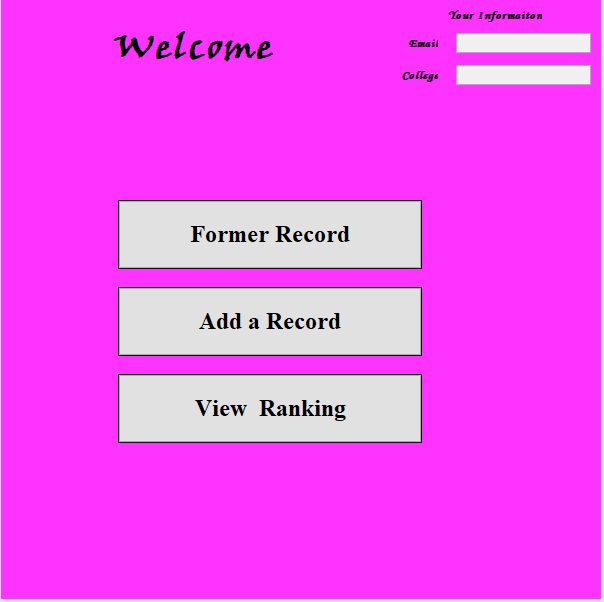 Welcome
Your Informaiton
Email
College
Former Record
Add a Record
View  Ranking